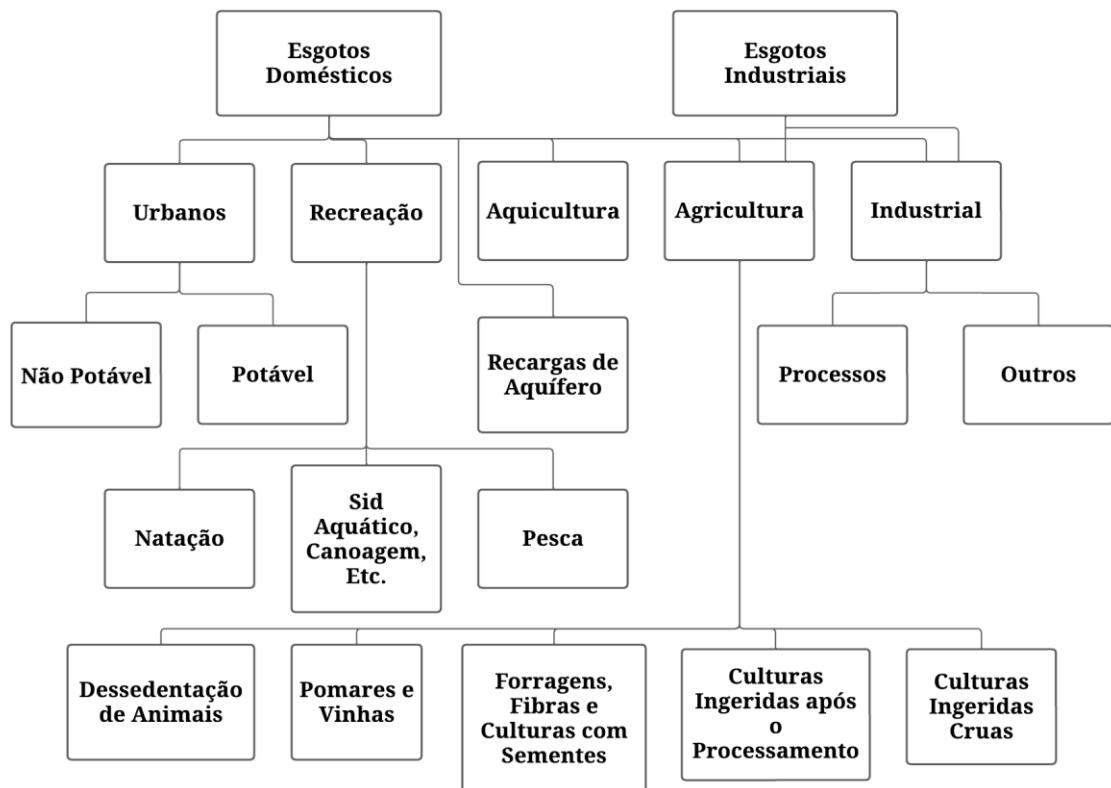 Esgotos
Domésticos
Esgotos
Industriais
Urbanos
Recreação
Aquicultura
Agricultura
Industrial
Não Potável
Potável
Recargas de
Aquífero
Processos
Outros
Natação
Sid
Aquático,
Canoagem,
Etc.
Pesca
Dessedentação
de Animais
Pomares e
Vinhas
Forragens,
Fibras e
Culturas com
Sementes
Culturas
Ingeridas após
o
Processamento
Culturas
Ingeridas
Cruas